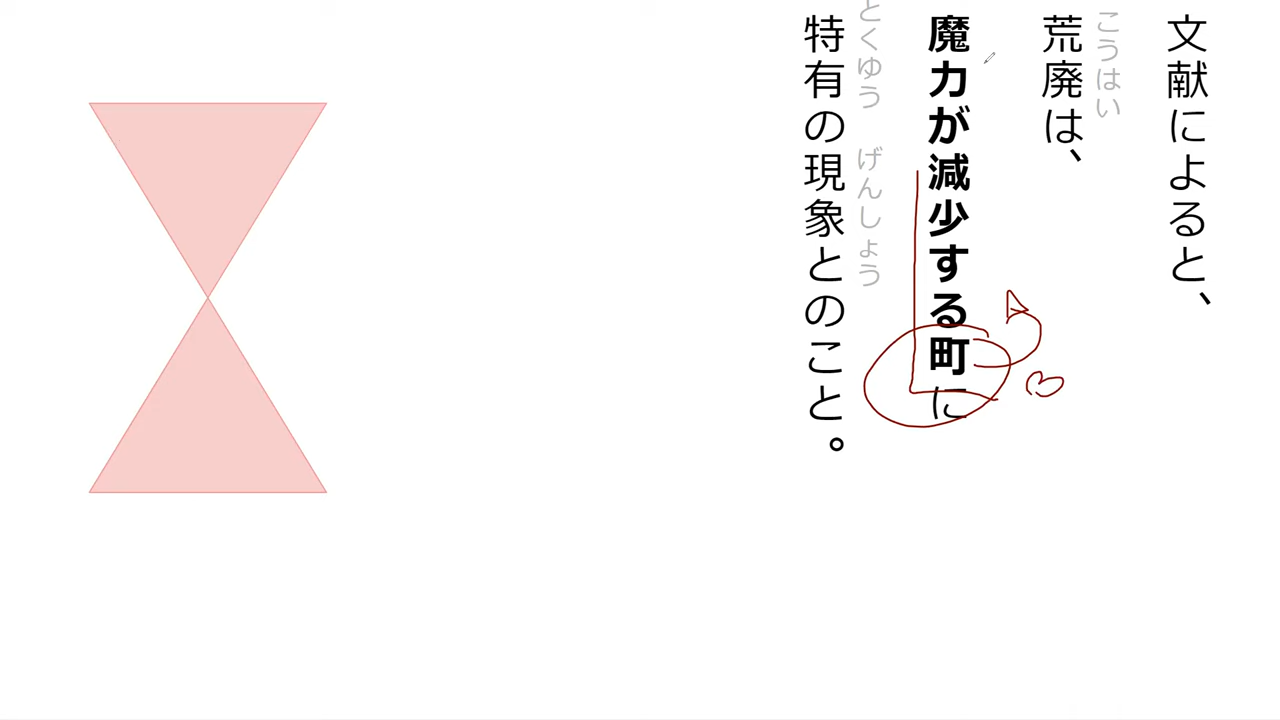 文献によると、
こうはい
荒廃は、
魔力が減少する町に
とくゆう げんしょう
特有の現象とのこと。